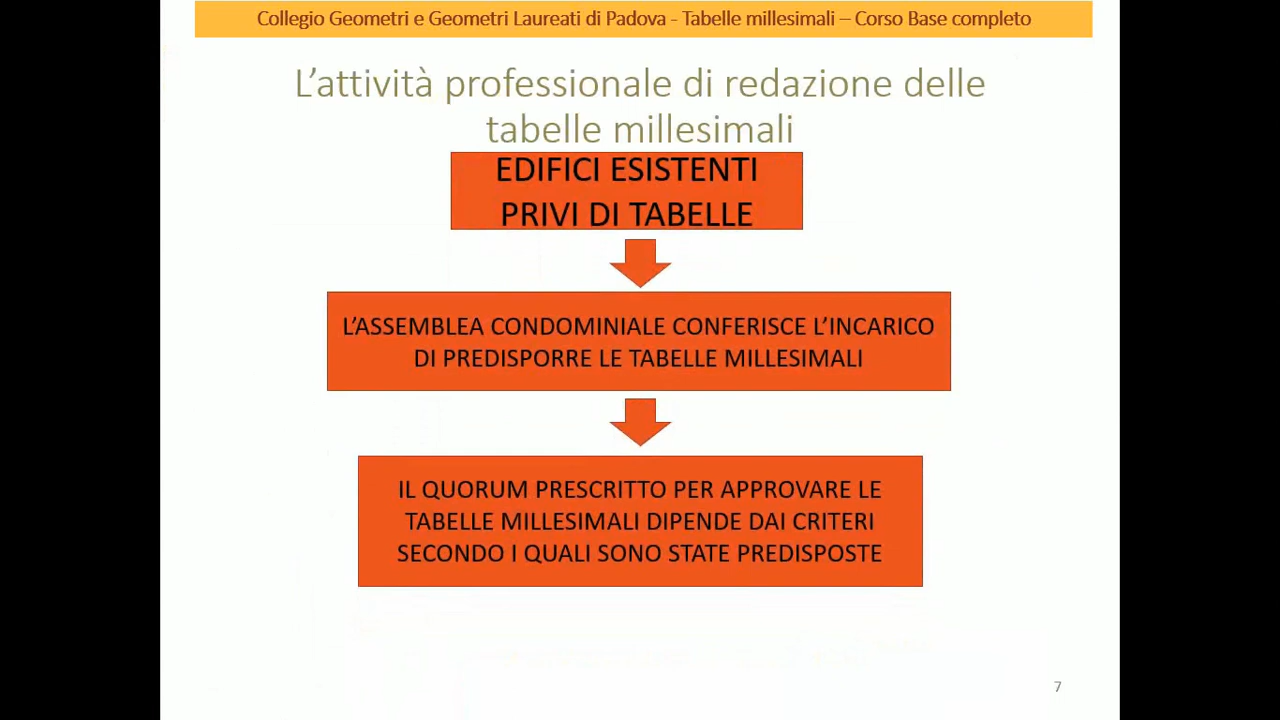 Collegio Geometri e Geometri Laureati di Padova - Tabelle millesimali – Corso Base completo
L'attività professionale di redazione delle
tabelle millesimali
EDIFICI ESISTENTI
PRIVI DI TABELLE
L'ASSEMBLEA CONDOMINIALE CONFERISCE L'INCARICO
DI PREDISPORRE LE TABELLE MILLESIMALI
IL QUORUM PRESCRITTO PER APPROVARE LE
TABELLE MILLESIMALI DIPENDE DAI CRITERI
SECONDO I QUALI SONO STATE PREDISPOSTE
7